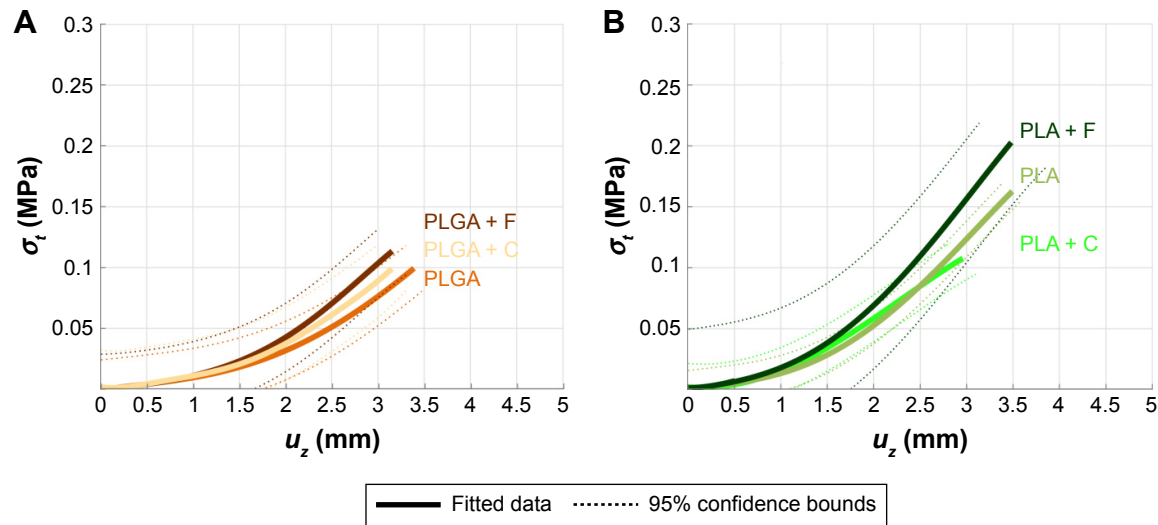 A
0.3
0.25
0.2
0.15
0.1
0.05
0 0.5 1 1.5 2 2.5 3 3.5 4 4.5 5
σt (MPa)
uz (mm)
PLGA + F
PLGA + C
PLGA
B
0.3
0.25
0.2
0.15
0.1
0.05
0 0.5 1 1.5 2 2.5 3 3.5 4 4.5 5
σt (MPa)
uz (mm)
PLA + F
PLA
PLA + C
Fitted data 95% confidence bounds